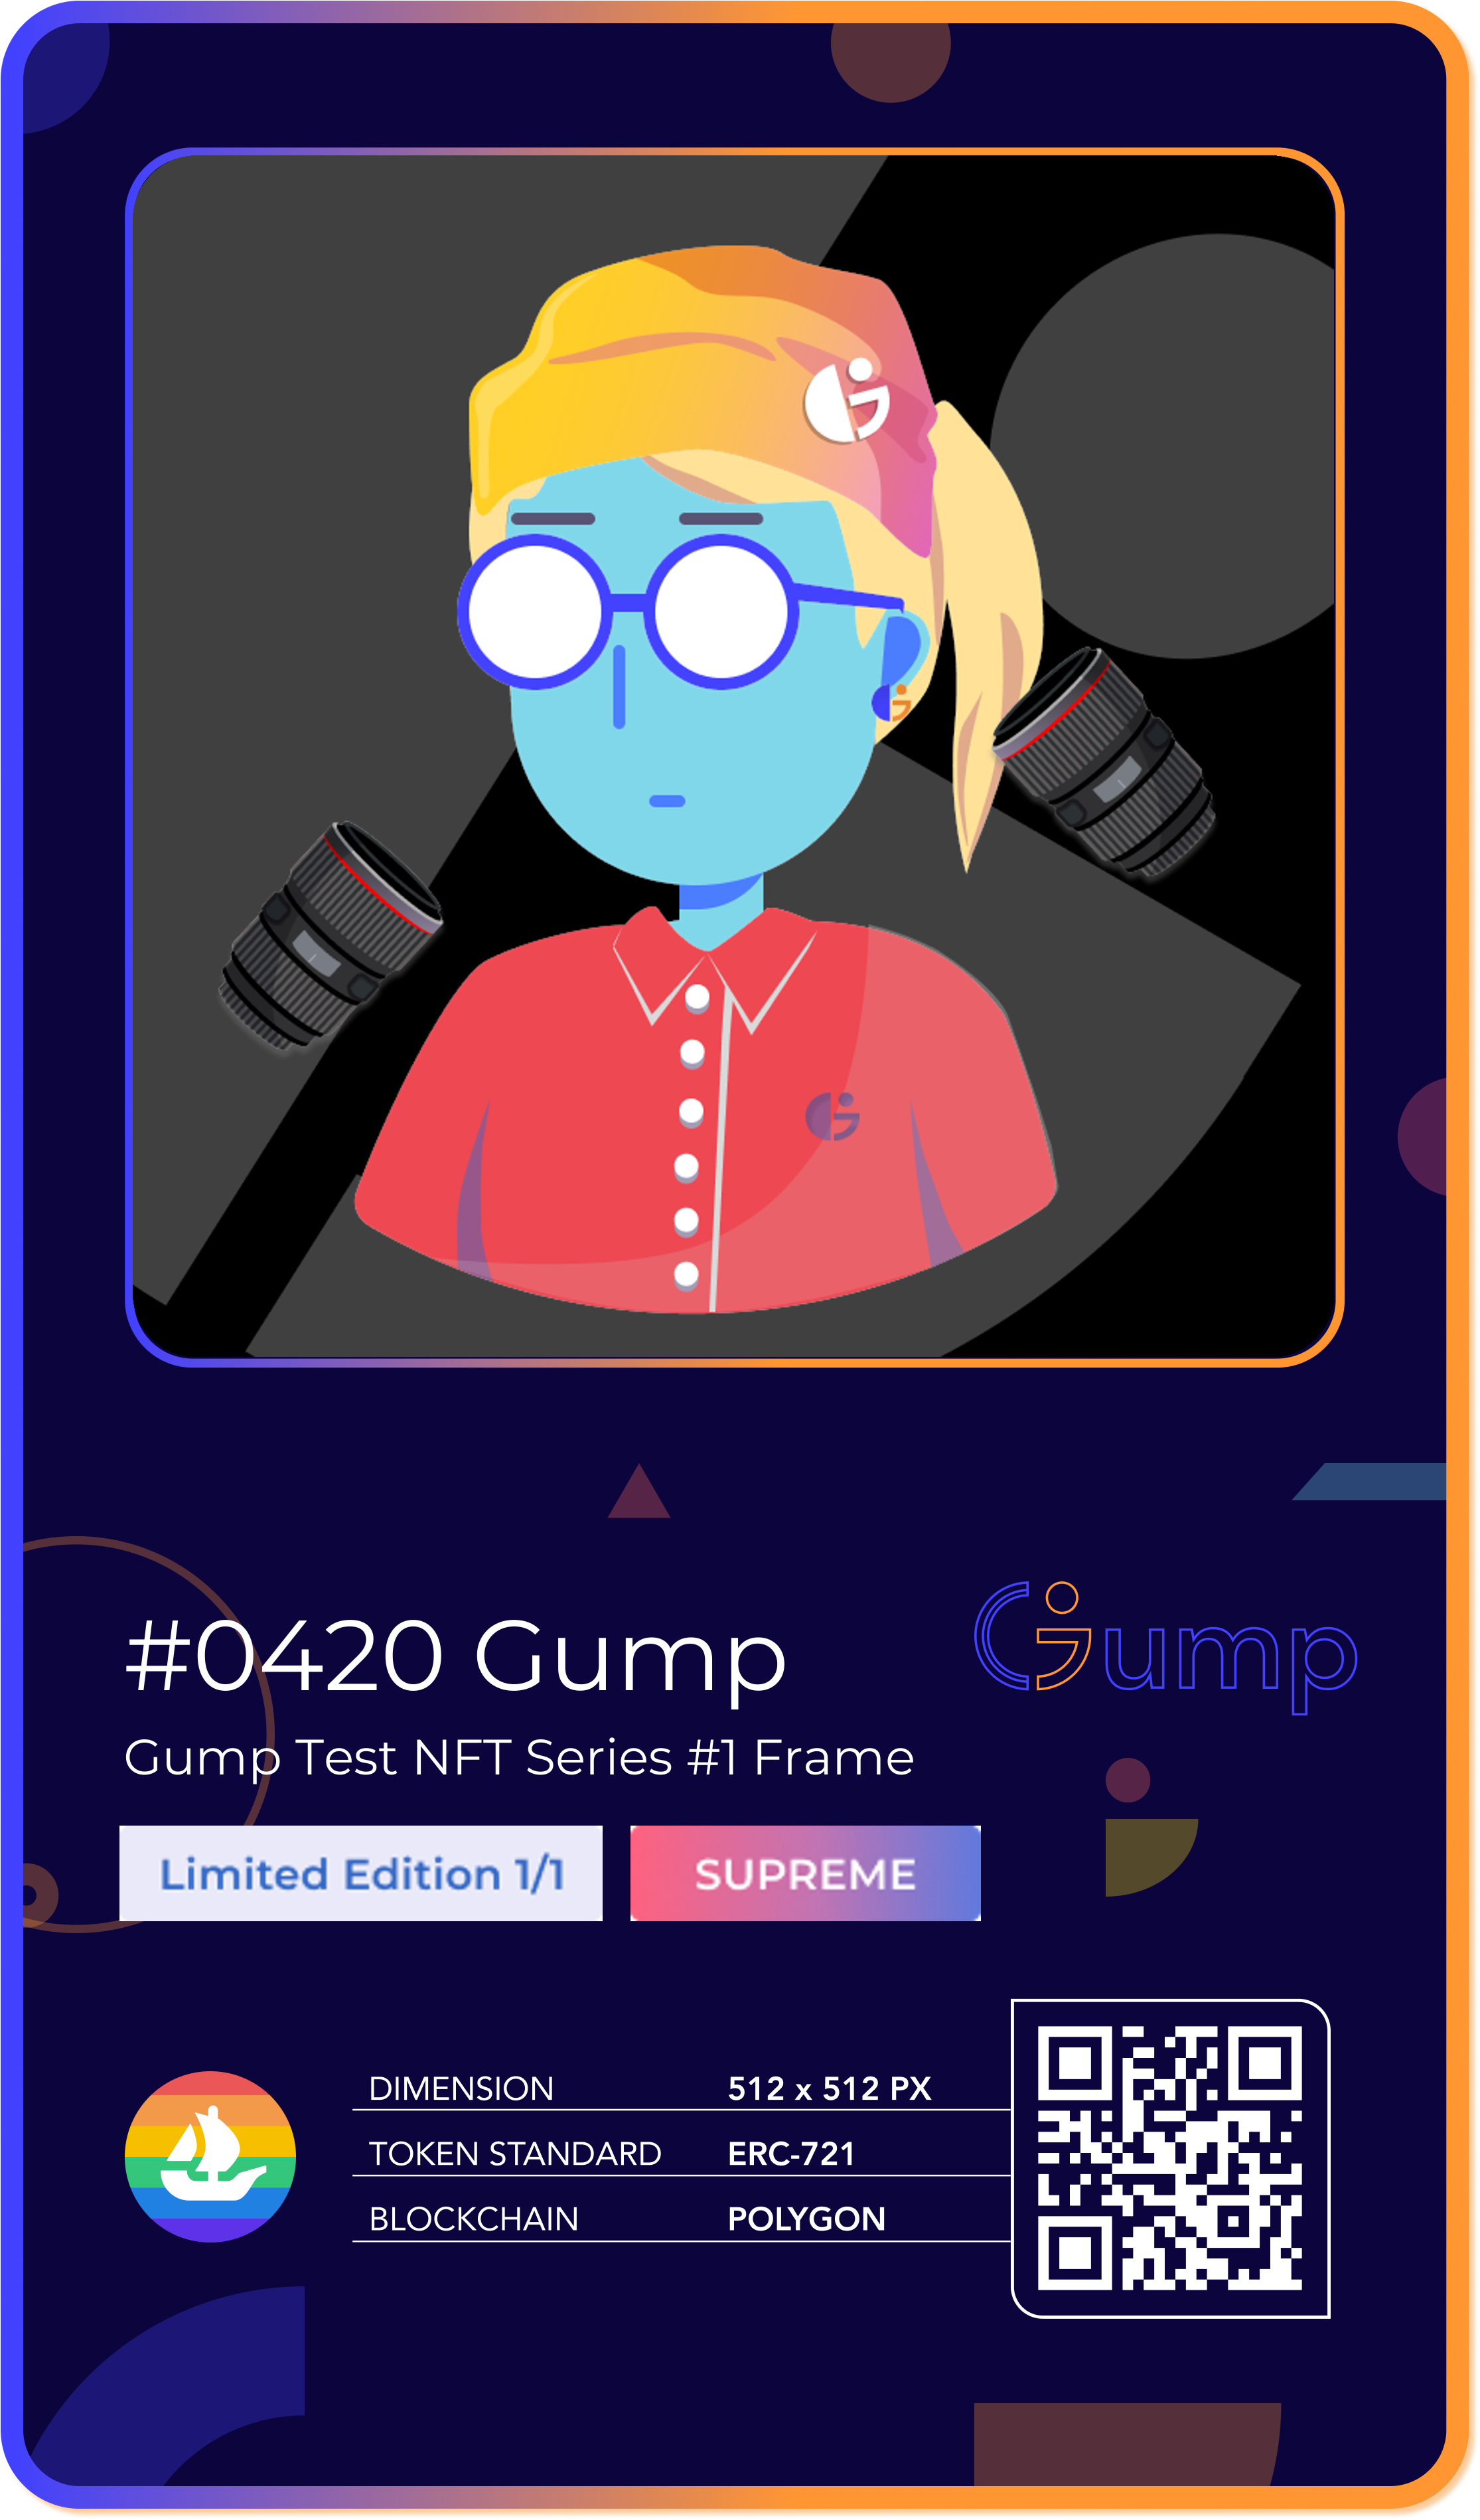 #0420 Gump
Gump
Gump Test NFT Series #1 Frame
Limited Edition 1/1
SUPREME
DIMENSION 512 x 512 PX
TOKEN STANDARD ERC-721
BLOCKCHAIN POLYGON